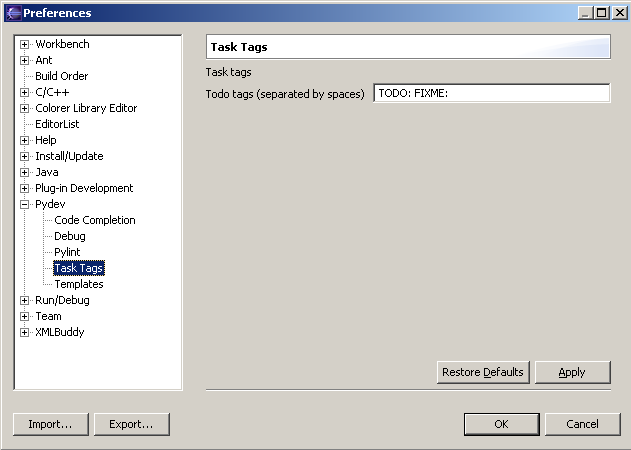 Preferences
Workbench
Ant
Build Order
C/C++
Colorer Library Editor
EditorList
Help
Install/Update
Java
Plug-in Development
Pydev
Code Completion
Debug
Pylint
Task Tags
Templates
Run/Debug
Team
XMLBuddy
Task Tags
Task tags
Todo tags (separated by spaces) TODO: FIXME:
Restore Defaults Apply
Import... Export... OK Cancel